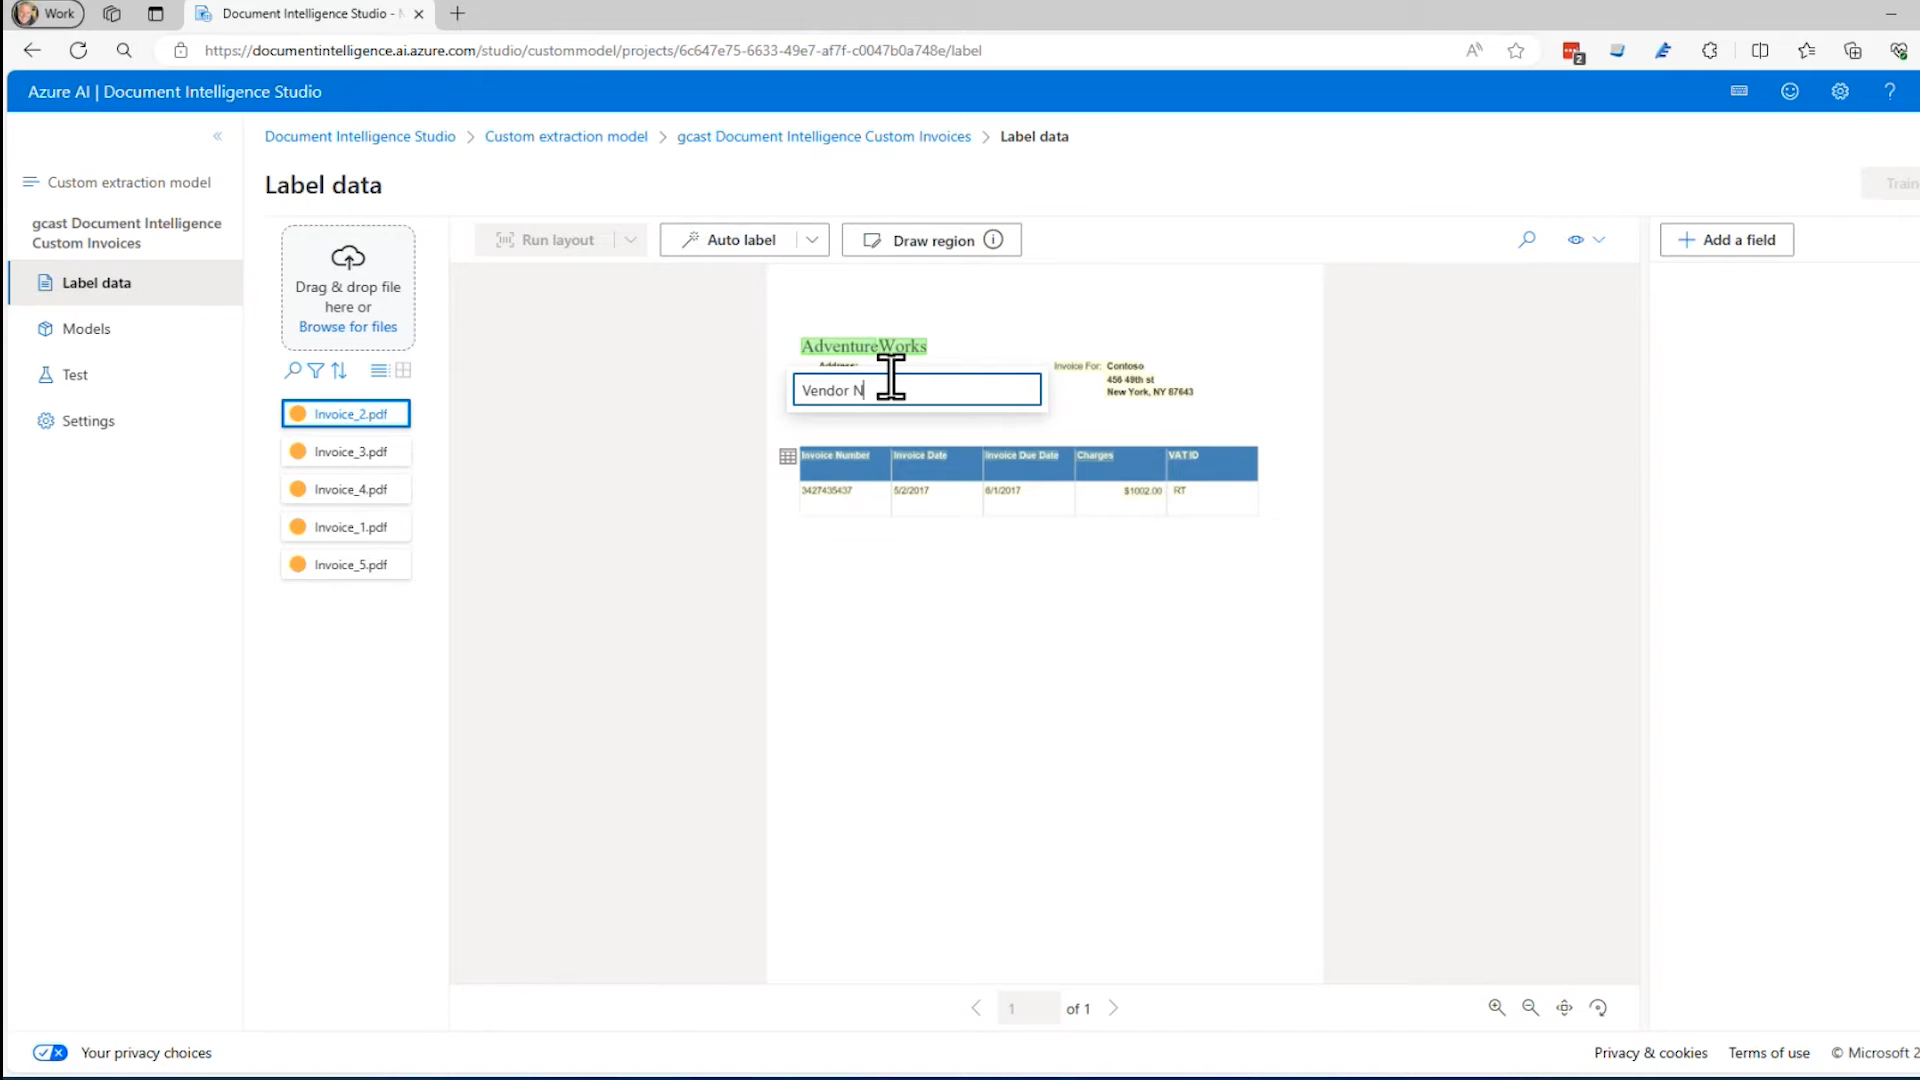 Work
Document Intelligence Studio -
https://documentintelligence.ai.azure.com/studio/custommodel/projects/6c647e75-6633-49e7-af7f-c0047b0a748e/label
2
Azure AI | Document Intelligence Studio
Document Intelligence Studio > Custom extraction model > gcast Document Intelligence Custom Invoices > Label data
Custom extraction model
Label data
Train
gcast Document Intelligence
Custom Invoices
Label data
Models
Test
Settings
Drag & drop file
here or
Browse for files
Invoice_2.pdf
Invoice_3.pdf
Invoice_4.pdf
Invoice_1.pdf
Invoice_5.pdf
Run layout
Auto label
Draw region
Add a field
AdventureWorks
Address:
Invoice For: Contoso
456 49th st
New York, NY 87643
Vendor N
Invoice Number Invoice Date Invoice Due Date Charges VAT ID
3427435437 5/2/2017 6/1/2017 $1002.00 RT
1 of 1
Your privacy choices
Privacy & cookies Terms of use © Microsoft 2